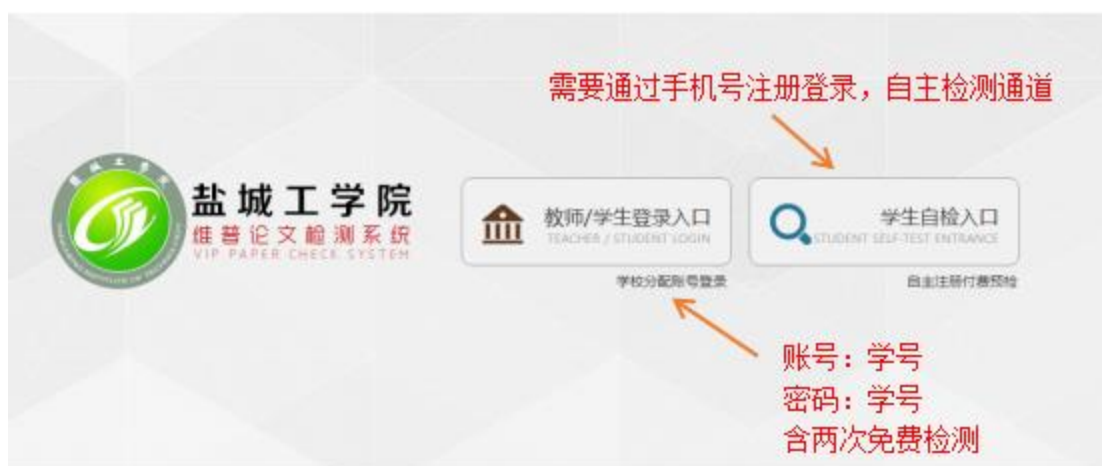 需要通过手机号注册登录，自主检测通道
盐城工学院
维普论文检测系统
VIP PAPER CHECK SYSTEM
教师/学生登录入口
TEACHER / STUDENT LOGIN
学校分配账号登录
学生自检入口
STUDENT SELF-TEST ENTRANCE
自主注册付费预检
账号：学号
密码：学号
含两次免费检测